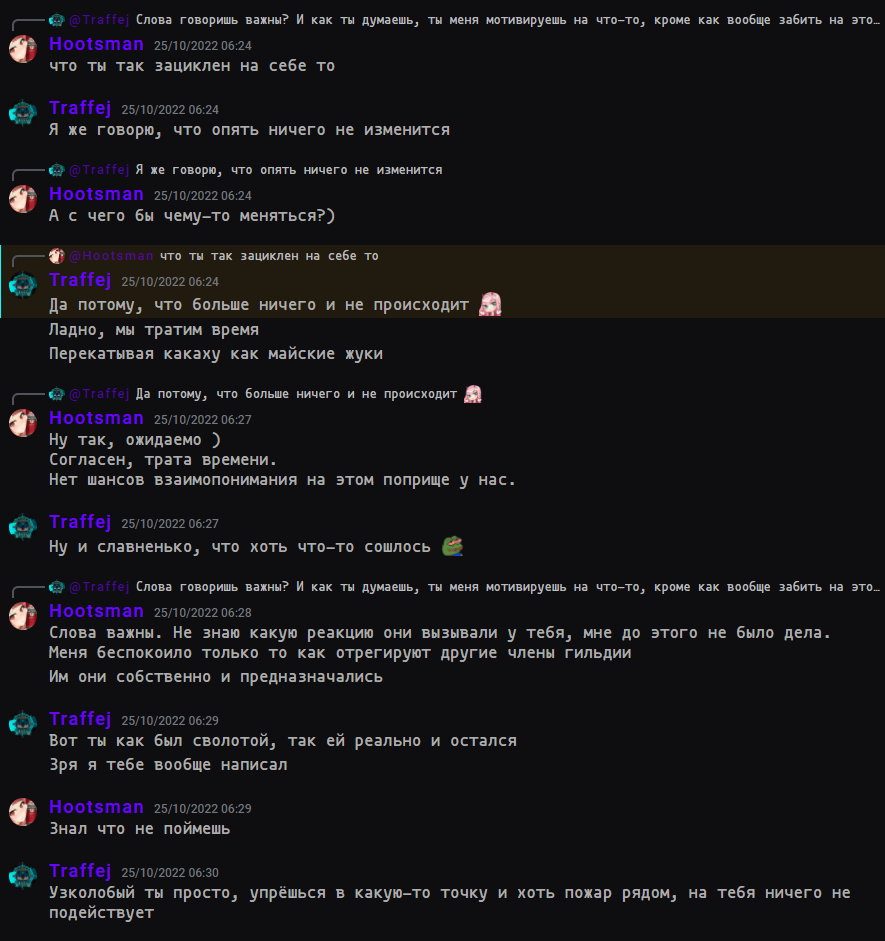 @Traffej Слова говоришь важны? И как ты думаешь, ты меня мотивируешь на что-то, кроме как вообще забить на это…
Hootsman 25/10/2022 06:24
что ты так зациклен на себе то
Traffej 25/10/2022 06:24
Я же говорю, что опять ничего не изменится
@Traffej Я же говорю, что опять ничего не изменится
Hootsman 25/10/2022 06:24
А с чего бы чему-то меняться?)
@Hootsman что ты так зациклен на себе то
Traffej 25/10/2022 06:24
Да потому, что больше ничего и не происходит
Ладно, мы тратим время
Перекатывая какаху как майские жуки
@Traffej Да потому, что больше ничего и не происходит
Hootsman 25/10/2022 06:27
Ну так, ожидаемо )
Согласен, трата времени.
Нет шансов взаимопонимания на этом поприще у нас.
Traffej 25/10/2022 06:27
Ну и славненько, что хоть что-то сошлось
@Traffej Слова говоришь важны? И как ты думаешь, ты меня мотивируешь на что-то, кроме как вообще забить на это…
Hootsman 25/10/2022 06:28
Слова важны. Не знаю какую реакцию они вызывали у тебя, мне до этого не было дела.
Меня беспокоило только то как отрегируют другие члены гильдии
Им они собственно и предназначались
Traffej 25/10/2022 06:29
Вот ты как был сволотой, так ей реально и остался
Зря я тебе вообще написал
Hootsman 25/10/2022 06:29
Знал что не поймешь
Traffej 25/10/2022 06:30
Узколобый ты просто, упрёшься в какую-то точку и хоть пожар рядом, на тебя ничего не
подействует